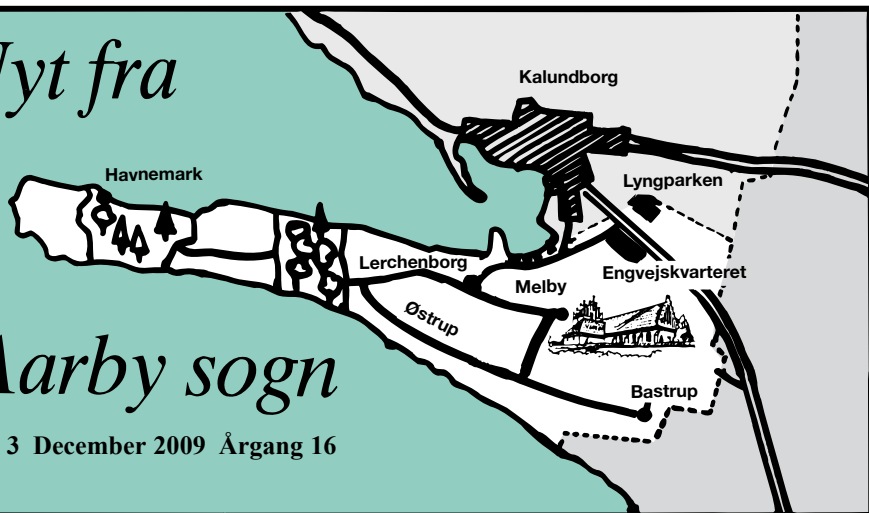 Nyt fra
Kalundborg
Havnemark
Lyngparken
Lerchenborg
Engvejskvarteret
Melby
Østrup
Aarby sogn
Bastrup
3 December 2009 Årgang 16